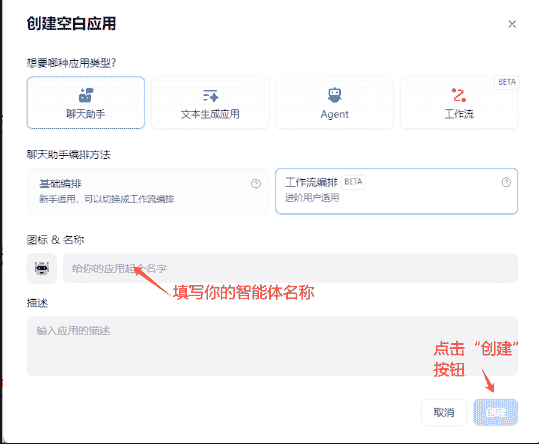 创建空白应用
想要哪种应用类型?
聊天助手
文本生成应用
Agent
BETA
工作流
聊天助手编排方法
基础编排
新手适用，可以切换成工作流编排
工作流编排 BETA
进阶用户适用
图标 & 名称
给你的应用起个名字
填写你的智能体名称
描述
输入应用的描述
点击“创建”
按钮
取消
创建